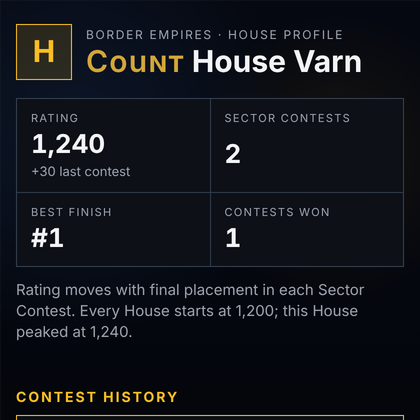 H
BORDER EMPIRES · HOUSE PROFILE
Count House Varn
RATING
1,240
+30 last contest
SECTOR CONTESTS
2
BEST FINISH
#1
CONTESTS WON
1
Rating moves with final placement in each Sector
Contest. Every House starts at 1,200; this House
peaked at 1,240.
CONTEST HISTORY